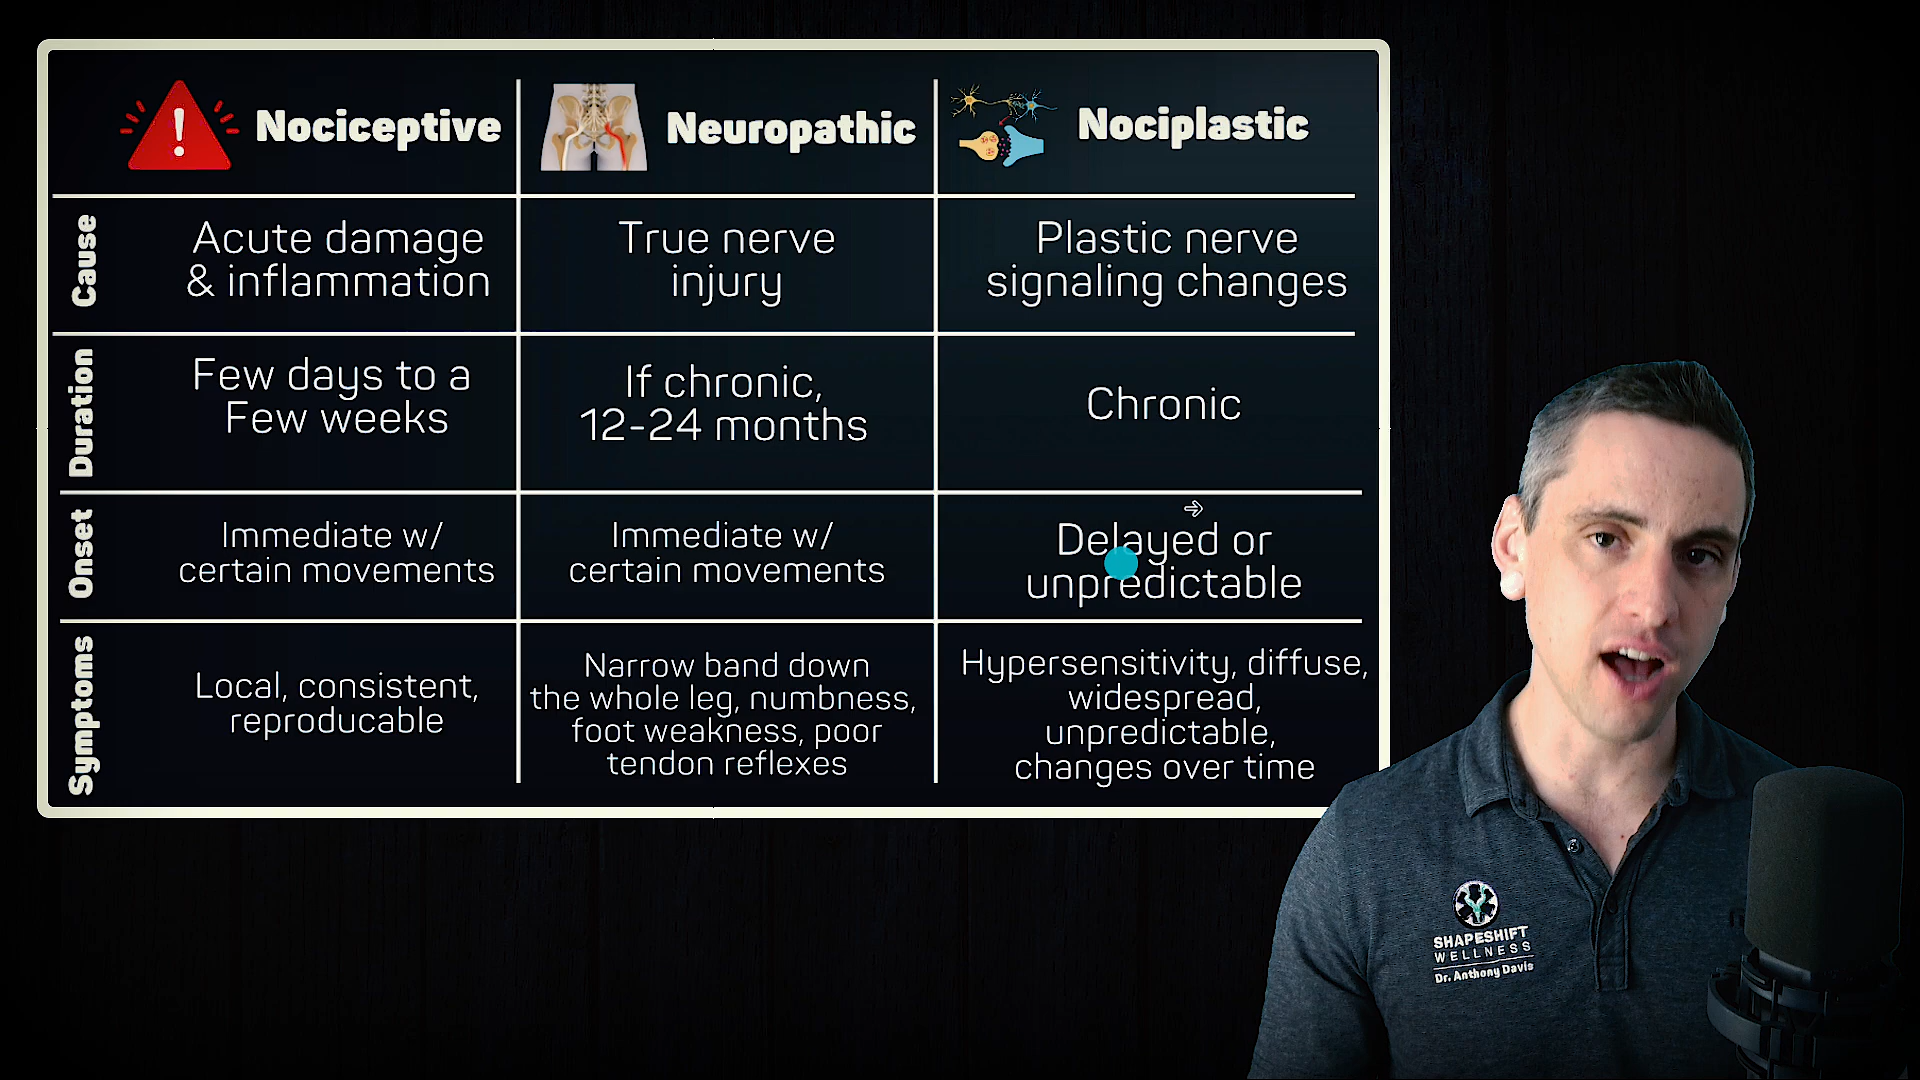 Nociceptive
Neuropathic
Nociplastic
Cause
Acute damage
& inflammation
True nerve
injury
Plastic nerve
signaling changes
Duration
Few days to a
Few weeks
If chronic,
12-24 months
Chronic
Onset
Immediate w/
certain movements
Immediate w/
certain movements
Delayed or
unpredictable
Symptoms
Local, consistent,
reproducable
Narrow band down
the whole leg, numbness,
foot weakness, poor
tendon reflexes
Hypersensitivity, diffuse,
widespread,
unpredictable,
changes over time
SHAPESHIFT
WELLNESS
Dr. Anthony Davis